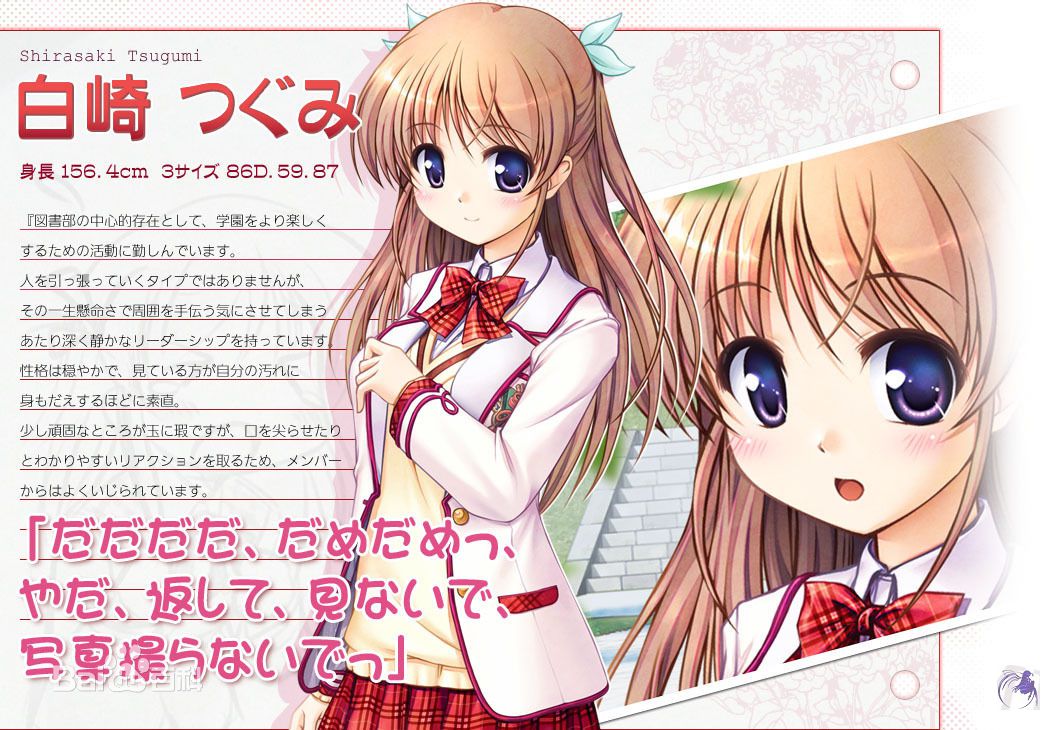 Shirasaki Tsugumi
白崎 つぐみ
身長 156.4cm 3サイズ 86D.59.87
『図書部の中心的存在として、学園をより楽しく
するための活動に勤しんでいます。
人を引っ張っていくタイプではありませんが、
その一生懸命さで周囲を手伝う気にさせてしまう
あたり深く静かなリーダーシップを持っています。
性格は穏やかで、見ている方が自分の汚れに
身もだえするほどに素直。
少し頑固なところが玉に瑕ですが、口を尖らせたり
とわかりやすいリアクションを取るため、メンバー
からはよくいじられています。
「だだだだ、だめだめっ、
やだ、返して、見ないで、
写真撮らないでっ」
Baidu百科